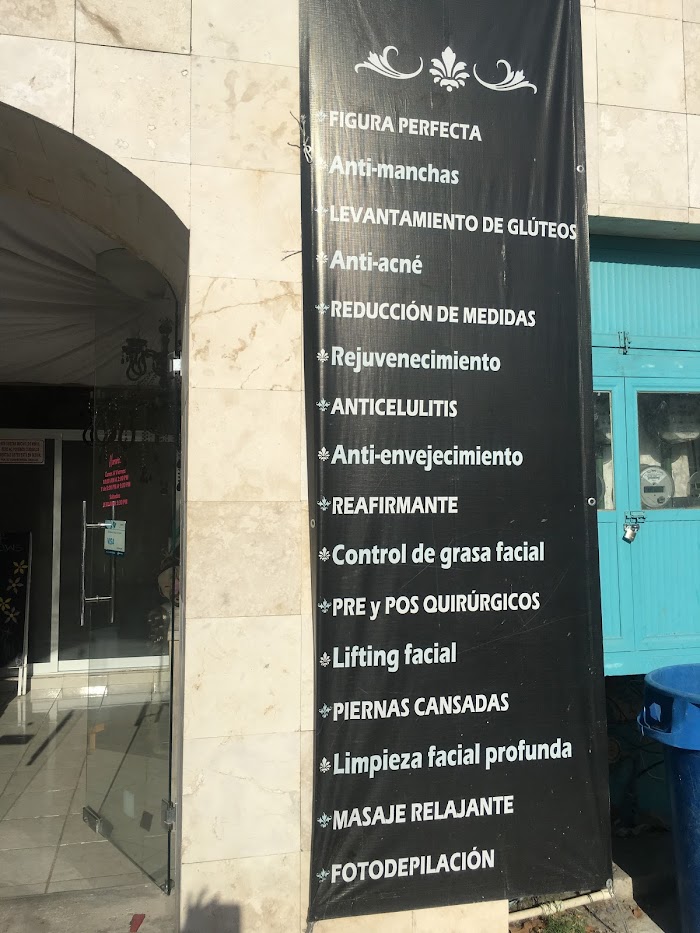 FIGURA PERFECTA
Anti-manchas
LEVANTAMIENTO DE GLÚTEOS
Anti-acné
REDUCCIÓN DE MEDIDAS
Rejuvenecimiento
ANTICELULITIS
Anti-envejecimiento
REAFIRMANTE
Control de grasa facial
PRE y POS QUIRÚRGICOS
Lifting facial
PIERNAS CANSADAS
Limpieza facial profunda
MASAJE RELAJANTE
FOTODEPILACIÓN
VISA